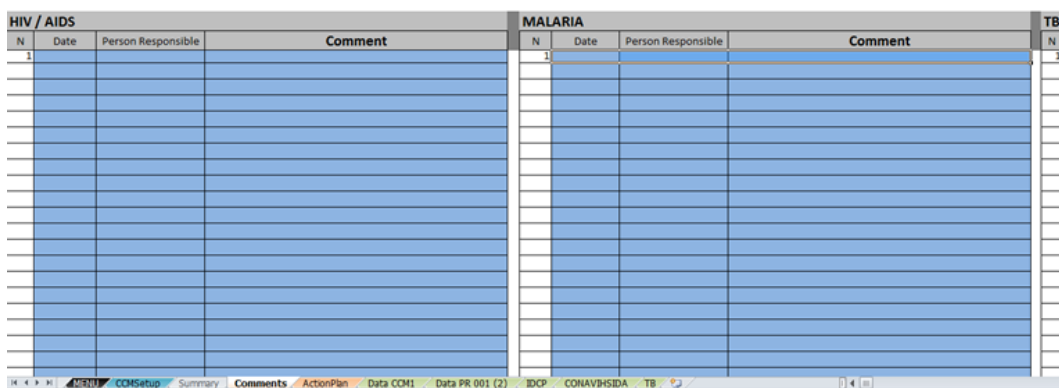 HIV / AIDS
N Date Person Responsible Comment
1
MALARIA
N Date Person Responsible Comment
1
TB
N
1
MENU CCMSetup Summary Comments ActionPlan Data CCM1 Data PR 001 (2) IDCP CONAVIHSIDA TB